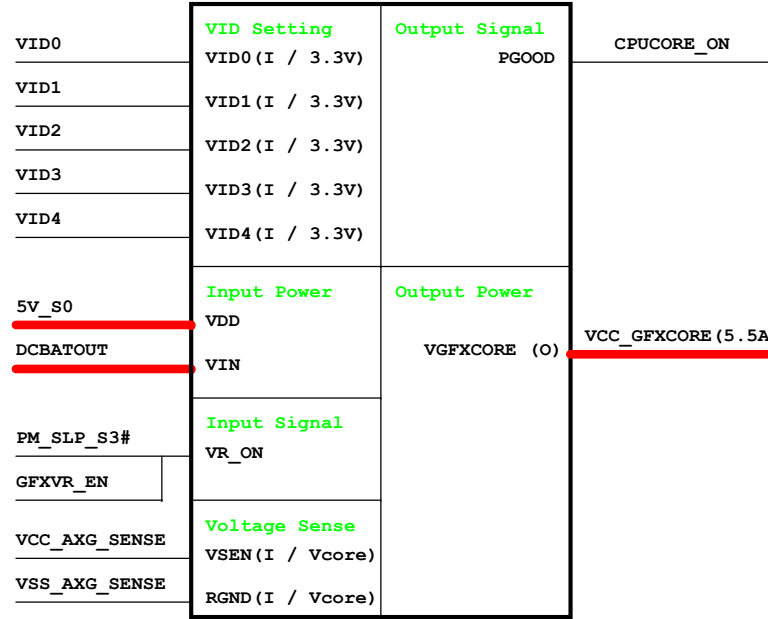 VID Setting
Output Signal
VID0
VID0(I / 3.3V)
PGOOD
CPUCORE_ON
VID1
VID1(I / 3.3V)
VID2
VID2(I / 3.3V)
VID3
VID3(I / 3.3V)
VID4
VID4(I / 3.3V)
Input Power
Output Power
5V_S0
VDD
DCBATOUT
VIN
VGFXCORE (O)
VCC_GFXCORE(5.5A
Input Signal
PM_SLP_S3#
VR_ON
GFXVR_EN
Voltage Sense
VCC_AXG_SENSE
VSEN(I / Vcore)
VSS_AXG_SENSE
RGND(I / Vcore)